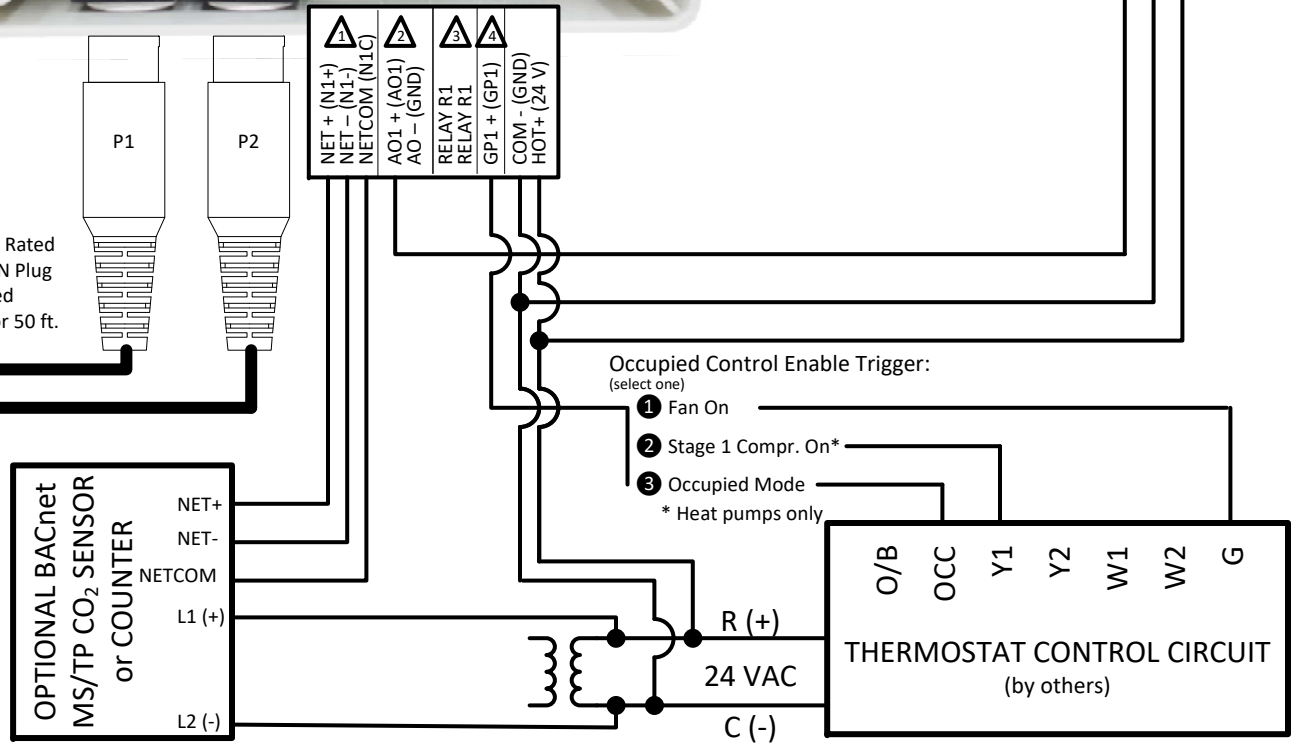 1
2
3
4
NET + (N1+)
NET – (N1-)
NETCOM (N1C)
AO1 + (AO1)
AO – (GND)
RELAY R1
RELAY R1
GP1 + (GP1)
COM - (GND)
HOT+ (24 V)
P1
P2
Rated
N Plug
ed
or 50 ft.
Occupied Control Enable Trigger:
(select one)
1 Fan On
2 Stage 1 Compr. On*
3 Occupied Mode
* Heat pumps only
OPTIONAL BACnet
MS/TP CO₂ SENSOR
or COUNTER
NET+
NET-
NETCOM
L1 (+)
L2 (-)
R (+)
24 VAC
C (-)
O/B
OCC
Y1
Y2
W1
W2
G
THERMOSTAT CONTROL CIRCUIT
(by others)